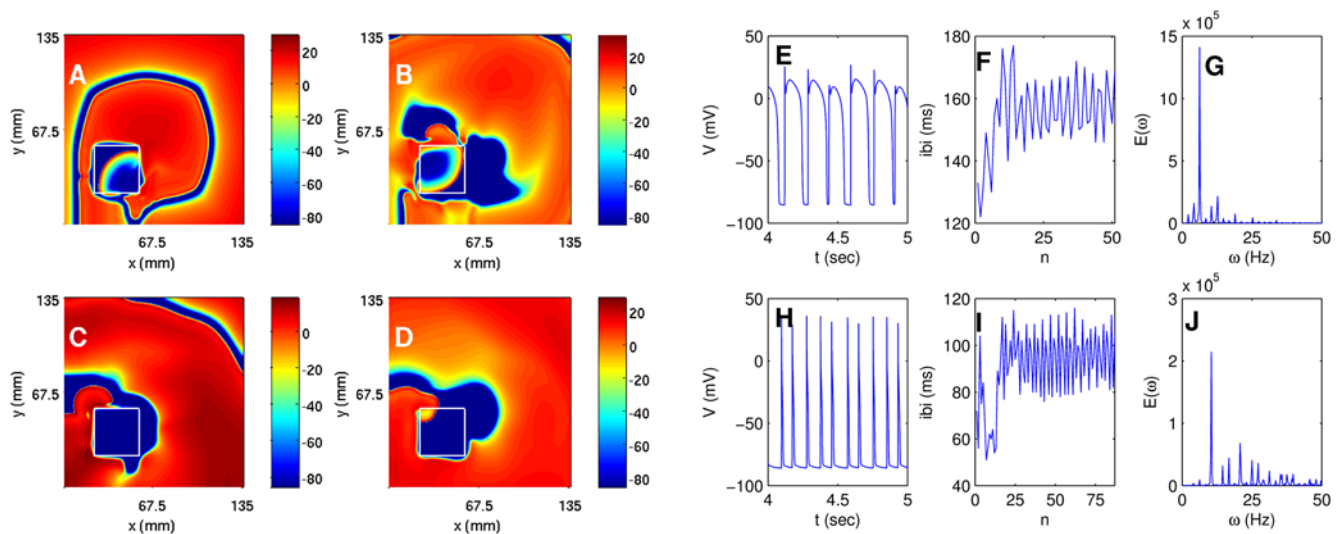 A
135
67.5
y (mm)
67.5
135
x (mm)
20
0
-20
-40
-60
-80
B
135
67.5
y (mm)
67.5
135
x (mm)
20
0
-20
-40
-60
-80
E
50
0
−50
−100
V (mV)
4
4.5
5
t (sec)
F
180
160
140
120
ibi (ms)
0
25
50
n
G
x 10⁵
15
10
5
0
E(ω)
0
25
50
ω (Hz)
C
135
67.5
y (mm)
67.5
135
x (mm)
0
-20
-40
-60
-80
D
135
67.5
y (mm)
67.5
135
x (mm)
20
0
-20
-40
-60
-80
H
50
0
−50
−100
V (mV)
4
4.5
5
t (sec)
I
120
100
80
60
40
ibi (ms)
0
25
50
75
n
J
x 10⁵
3
2
1
0
E(ω)
0
25
50
ω (Hz)